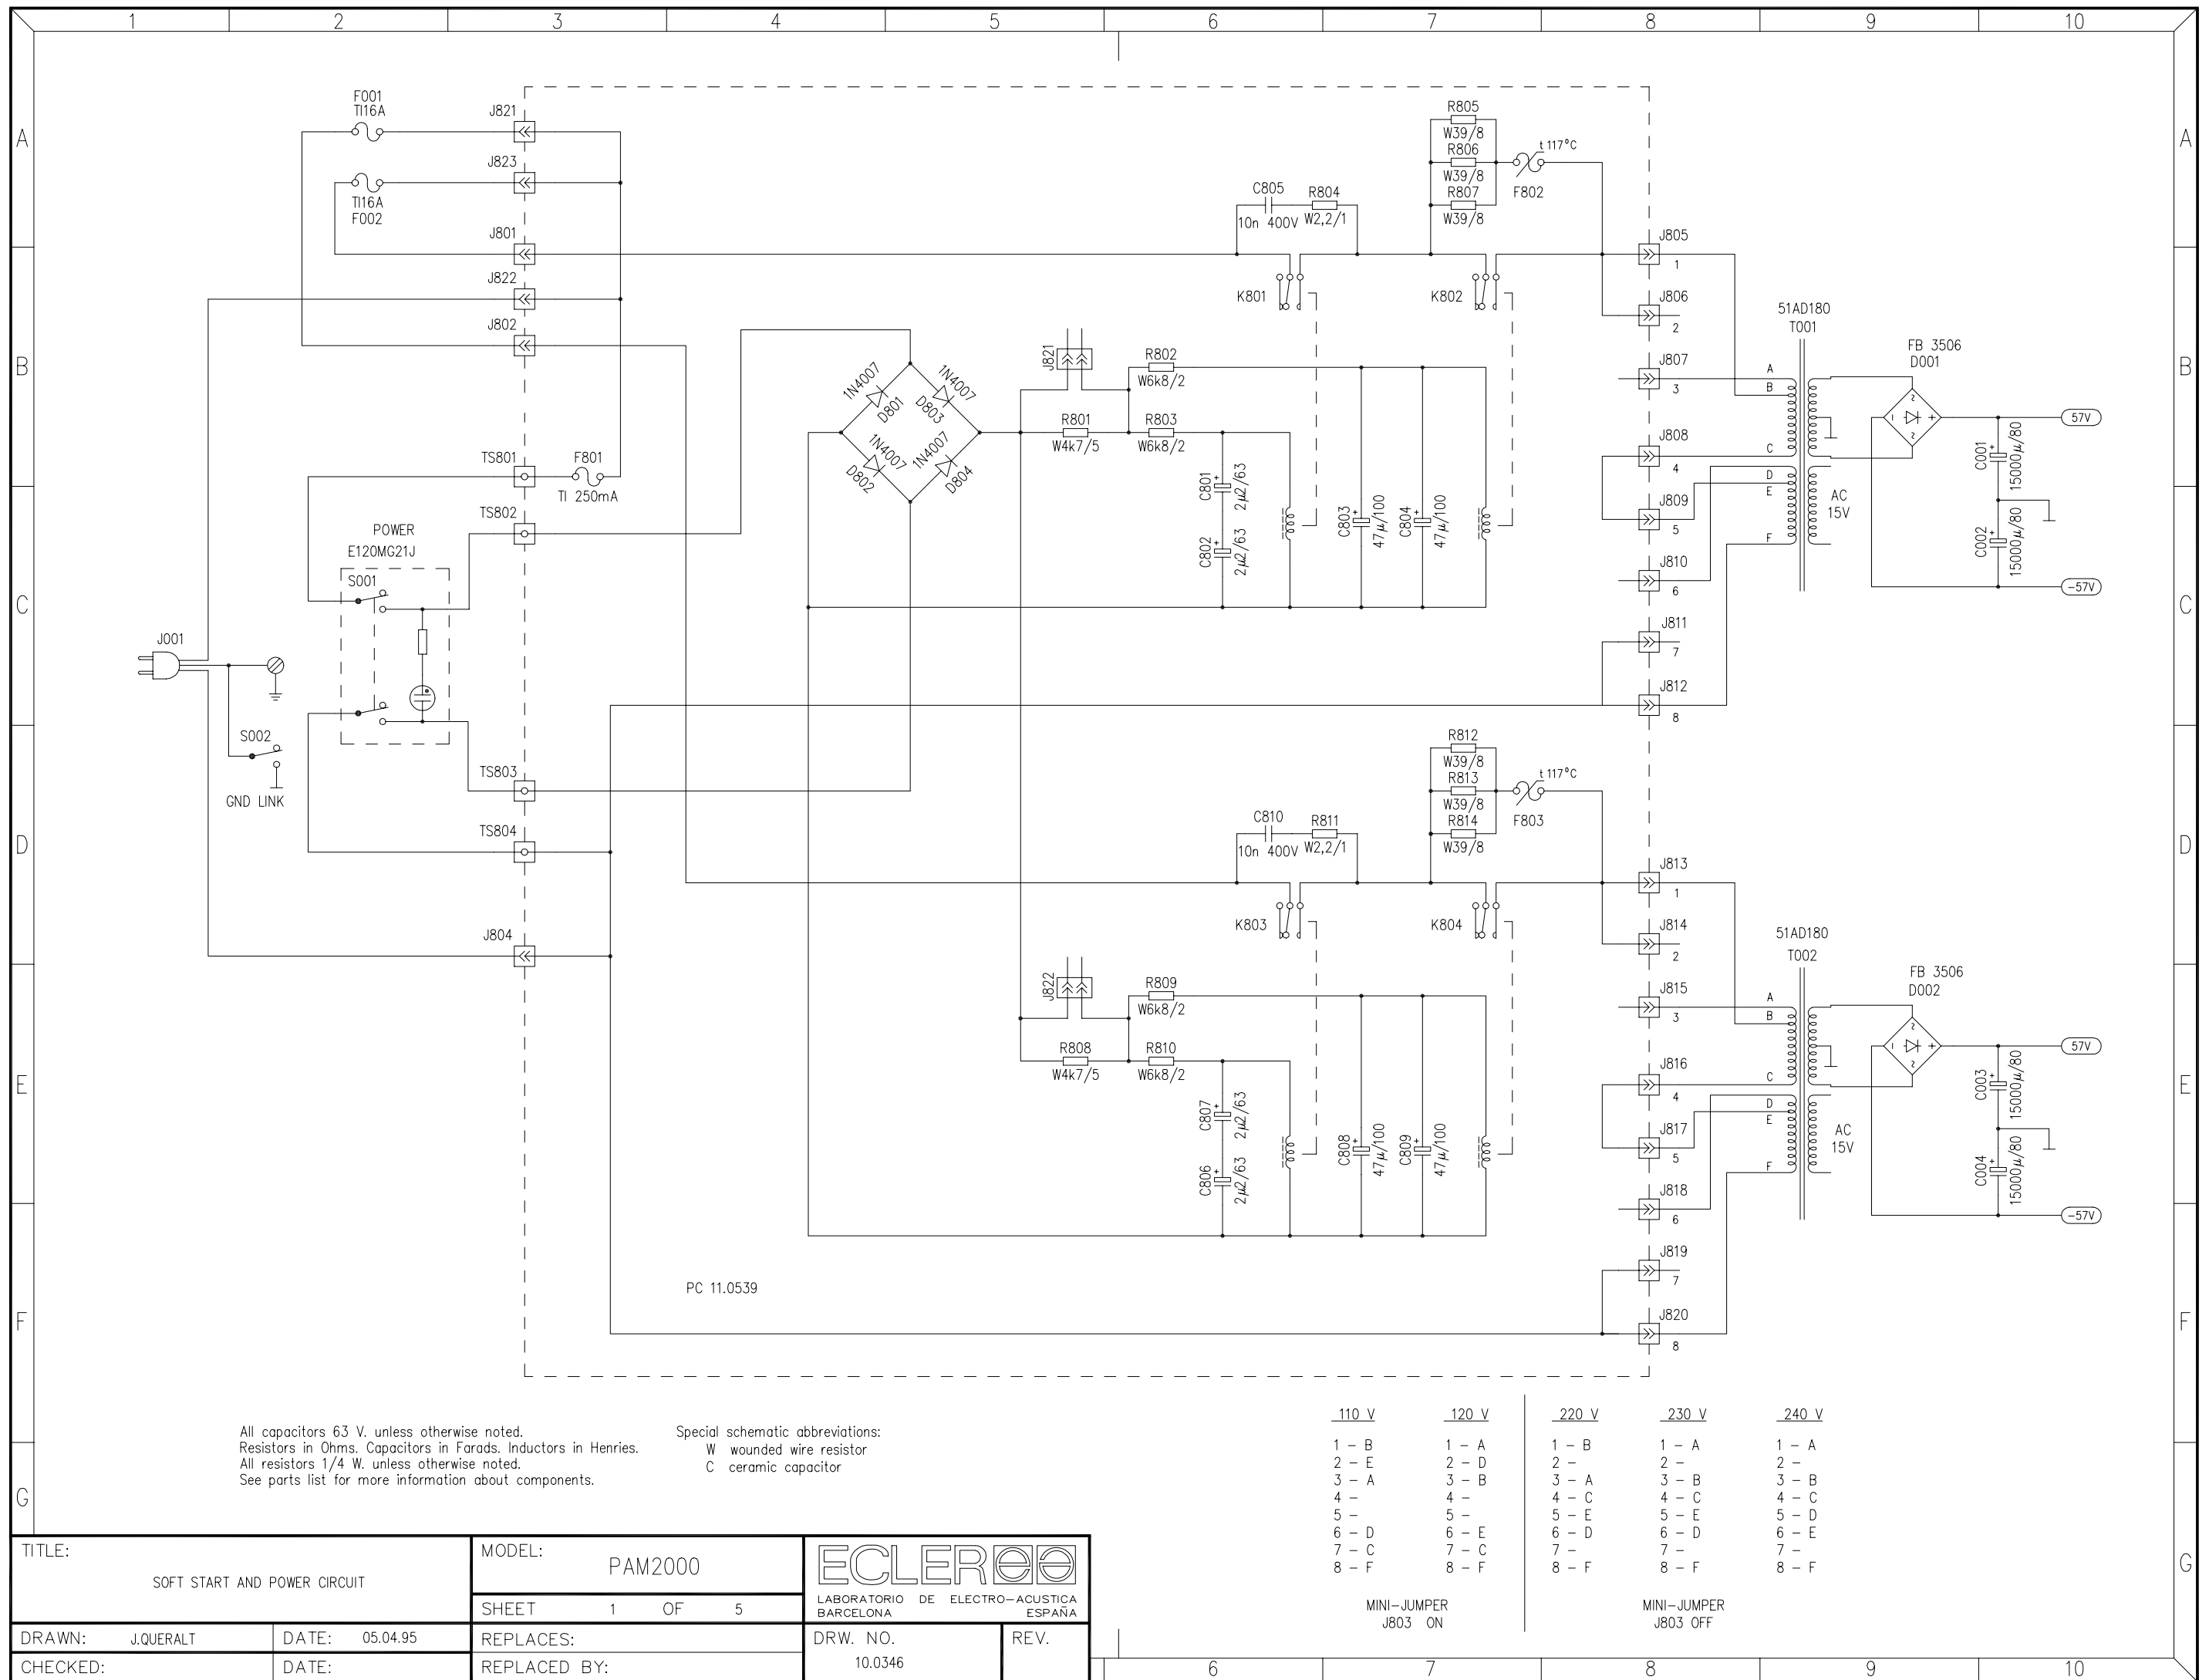 1 2 3 4 5 6 7 8 9 10
A
B
C
D
E
F
G
A
B
C
D
E
F
G
F001
TI16A
J821
J823
TI16A
F002
J801
J822
J802
TS801
F801
TI 250mA
TS802
POWER
E120MG21J
S001
J001
S002
GND LINK
TS803
TS804
J804
1N4007
D801
1N4007
D803
1N4007
D802
1N4007
D804
J821
R801
W4k7/5
R802
W6k8/2
R803
W6k8/2
C801
+
2µ2/63
C802
+
2µ2/63
C803
+
47µ/100
C804
+
47µ/100
C805
10n 400V
R804
W2,2/1
R805
W39/8
R806
W39/8
R807
W39/8
t 117°C
F802
K801
K802
J805
1
J806
2
J807
3
J808
4
J809
5
J810
6
J811
7
J812
8
51AD180
T001
A
B
C
D
E
F
AC
15V
FB 3506
D001
~
- +
~
C001
+
15000µ/80
C002
+
15000µ/80
57V
-57V
J822
R808
W4k7/5
R809
W6k8/2
R810
W6k8/2
C807
+
2µ2/63
C806
+
2µ2/63
C808
+
47µ/100
C809
+
47µ/100
C810
10n 400V
R811
W2,2/1
R812
W39/8
R813
W39/8
R814
W39/8
t 117°C
F803
K803
K804
J813
1
J814
2
J815
3
J816
4
J817
5
J818
6
J819
7
J820
8
51AD180
T002
A
B
C
D
E
F
AC
15V
FB 3506
D002
~
- +
~
C003
+
15000µ/80
C004
+
15000µ/80
57V
-57V
PC 11.0539
All capacitors 63 V. unless otherwise noted.
Resistors in Ohms. Capacitors in Farads. Inductors in Henries.
All resistors 1/4 W. unless otherwise noted.
See parts list for more information about components.
Special schematic abbreviations:
W wounded wire resistor
C ceramic capacitor
110 V 120 V 220 V 230 V 240 V
1 - B 1 - A 1 - B 1 - A 1 - A
2 - E 2 - D 2 - 2 - 2 -
3 - A 3 - B 3 - A 3 - B 3 - B
4 - 4 - 4 - C 4 - C 4 - C
5 - 5 - 5 - E 5 - E 5 - D
6 - D 6 - E 6 - D 6 - D 6 - E
7 - C 7 - C 7 - 7 - 7 -
8 - F 8 - F 8 - F 8 - F 8 - F
MINI-JUMPER
J803 ON
MINI-JUMPER
J803 OFF
TITLE:
SOFT START AND POWER CIRCUIT
MODEL:
PAM2000
SHEET 1 OF 5
ECLER
LABORATORIO DE ELECTRO-ACUSTICA
BARCELONA ESPAÑA
DRAWN: J.QUERALT
DATE: 05.04.95
REPLACES:
DRW. NO.
10.0346
REV.
CHECKED:
DATE:
REPLACED BY:
6 7 8 9 10